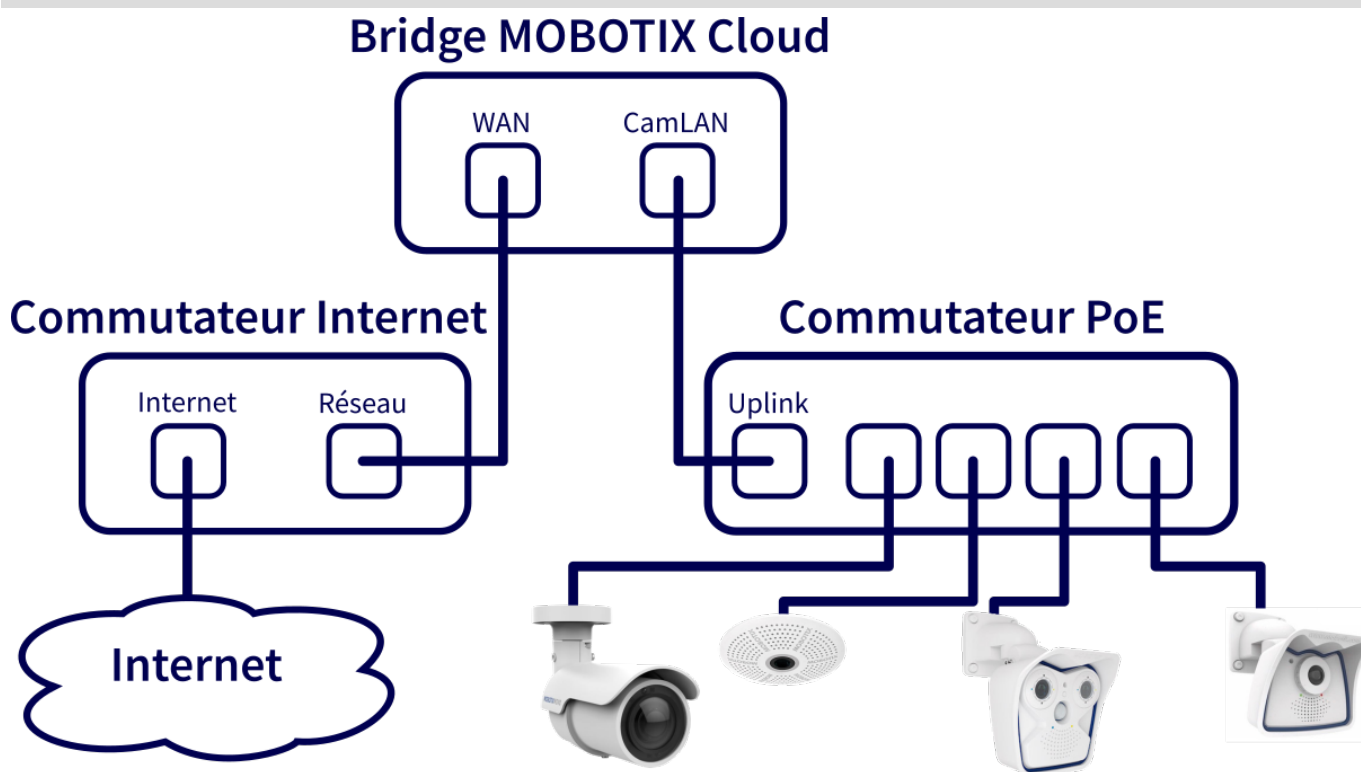 Bridge MOBOTIX Cloud
WAN
CamLAN
Commutateur Internet
Commutateur PoE
Internet
Réseau
Uplink
Internet